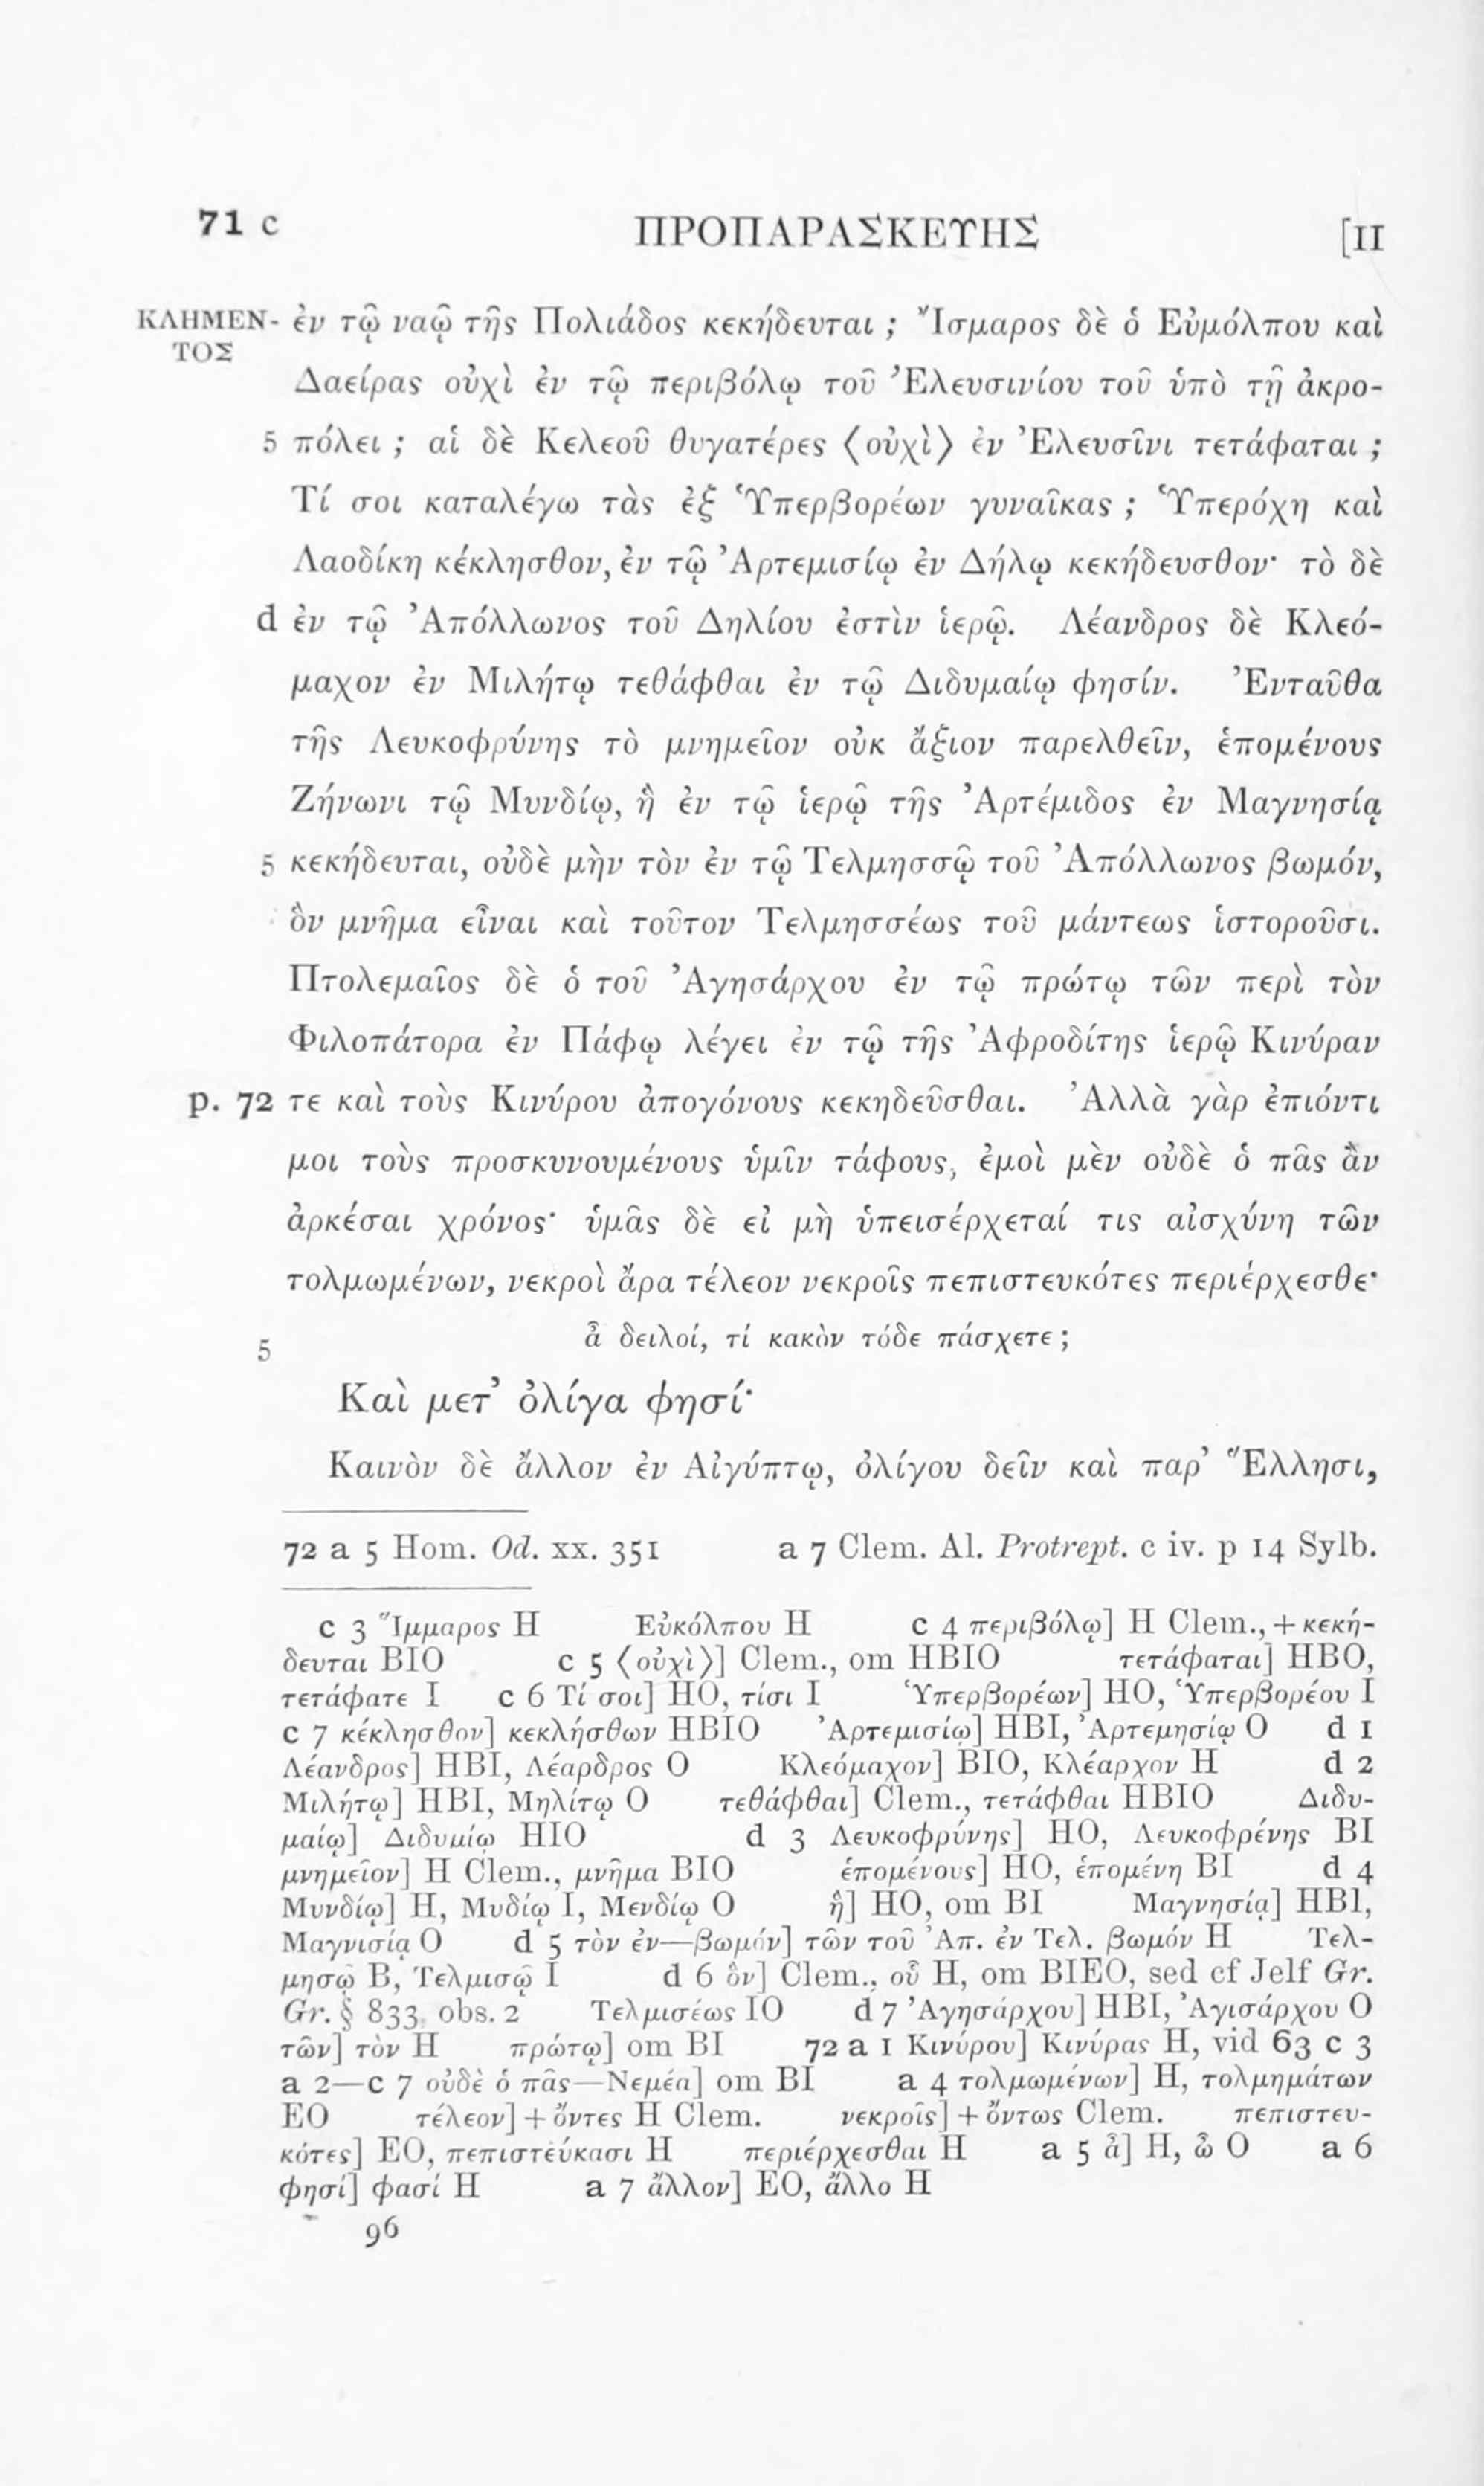 71 c ΠΡΟΠΑΡΑΣΚΕΥΗΣ [II
ΚΛΗΜΕΝ- ἐν τῷ ναῷ τῆς Πολιάδος κεκήδευται ; Ἴσμαρος δὲ ὁ Εὐμόλπου καὶ
ΤΟΣ
Δαείρας οὐχὶ ἐν τῷ περιβόλῳ τοῦ Ἐλευσινίου τοῦ ὑπὸ τῇ ἀκρο-
5 πόλει ; αἱ δὲ Κελεοῦ θυγατέρες ⟨οὐχὶ⟩ ἐν Ἐλευσῖνι τετάφαται ;
Τί σοι καταλέγω τὰς ἐξ Ὑπερβορέων γυναῖκας ; Ὑπερόχη καὶ
Λαοδίκη κέκλησθον, ἐν τῷ Ἀρτεμισίῳ ἐν Δήλῳ κεκήδευσθον· τὸ δὲ
d ἐν τῷ Ἀπόλλωνος τοῦ Δηλίου ἐστὶν ἱερῷ. Λέανδρος δὲ Κλεό-
μαχον ἐν Μιλήτῳ τεθάφθαι ἐν τῷ Διδυμαίῳ φησίν. Ἐνταῦθα
τῆς Λευκοφρύνης τὸ μνημεῖον οὐκ ἄξιον παρελθεῖν, ἑπομένους
Ζήνωνι τῷ Μυνδίῳ, ἣ ἐν τῷ ἱερῷ τῆς Ἀρτέμιδος ἐν Μαγνησίᾳ
5 κεκήδευται, οὐδὲ μὴν τὸν ἐν τῷ Τελμησσῷ τοῦ Ἀπόλλωνος βωμόν,
ὃν μνῆμα εἶναι καὶ τοῦτον Τελμησσέως τοῦ μάντεως ἱστοροῦσι.
Πτολεμαῖος δὲ ὁ τοῦ Ἀγησάρχου ἐν τῷ πρώτῳ τῶν περὶ τὸν
Φιλοπάτορα ἐν Πάφῳ λέγει ἐν τῷ τῆς Ἀφροδίτης ἱερῷ Κινύραν
p. 72 τε καὶ τοὺς Κινύρου ἀπογόνους κεκηδεῦσθαι. Ἀλλὰ γὰρ ἐπιόντι
μοι τοὺς προσκυνουμένους ὑμῖν τάφους, ἐμοὶ μὲν οὐδὲ ὁ πᾶς ἂν
ἀρκέσαι χρόνος· ὑμᾶς δὲ εἰ μὴ ὑπεισέρχεταί τις αἰσχύνη τῶν
τολμωμένων, νεκροὶ ἄρα τέλεον νεκροῖς πεπιστευκότες περιέρχεσθε·
5 ἆ δειλοί, τί κακὸν τόδε πάσχετε ;
Καὶ μετ’ ὀλίγα φησί·
Καινὸν δὲ ἄλλον ἐν Αἰγύπτῳ, ὀλίγου δεῖν καὶ παρ’ Ἕλλησι,
72 a 5 Hom. Od. xx. 351 a 7 Clem. Al. Protrept. c iv. p 14 Sylb.
c 3 Ἴμμαρος H Εὐκόλπου H c 4 περιβόλῳ] H Clem., + κεκή-
δευται BIO c 5 ⟨οὐχὶ⟩] Clem., om HBIO τετάφαται] HBO,
τετάφατε I c 6 Τί σοι] HO, τίσι I Ὑπερβορέων] HO, Ὑπερβορέου I
c 7 κέκλησθον] κεκλήσθων HBIO Ἀρτεμισίῳ] HBI, Ἀρτεμησίῳ O d 1
Λέανδρος] HBI, Λέαρδρος O Κλεόμαχον] BIO, Κλέαρχον H d 2
Μιλήτῳ] HBI, Μηλίτῳ O τεθάφθαι] Clem., τετάφθαι HBIO Διδυ-
μαίῳ] Διδυμίῳ HIO d 3 Λευκοφρύνης] HO, Λευκοφρένης BI
μνημεῖον] H Clem., μνῆμα BIO ἑπομένους] HO, ἑπομένη BI d 4
Μυνδίῳ] H, Μυδίῳ I, Μενδίῳ O ἣ] HO, om BI Μαγνησίᾳ] HBI,
Μαγνισίᾳ O d 5 τὸν ἐν—βωμόν] τῶν τοῦ Ἀπ. ἐν Τελ. βωμόν H Τελ-
μησῷ B, Τελμισῷ I d 6 ὃν] Clem., οὗ H, om BIEO, sed cf Jelf Gr.
Gr. § 833, obs. 2 Τελμισέως IO d 7 Ἀγησάρχου] HBI, Ἀγισάρχου O
τῶν] τὸν H πρώτῳ] om BI 72 a 1 Κινύρου] Κινύρας H, vid 63 c 3
a 2—c 7 οὐδὲ ὁ πᾶς—Νεμέα] om BI a 4 τολμωμένων] H, τολμημάτων
EO τέλεον] + ὄντες H Clem. νεκροῖς] + ὄντως Clem. πεπιστευ-
κότες] EO, πεπιστεύκασι H περιέρχεσθαι H a 5 ἆ] H, ὦ O a 6
φησί] φασί H a 7 ἄλλον] EO, ἄλλο H
96